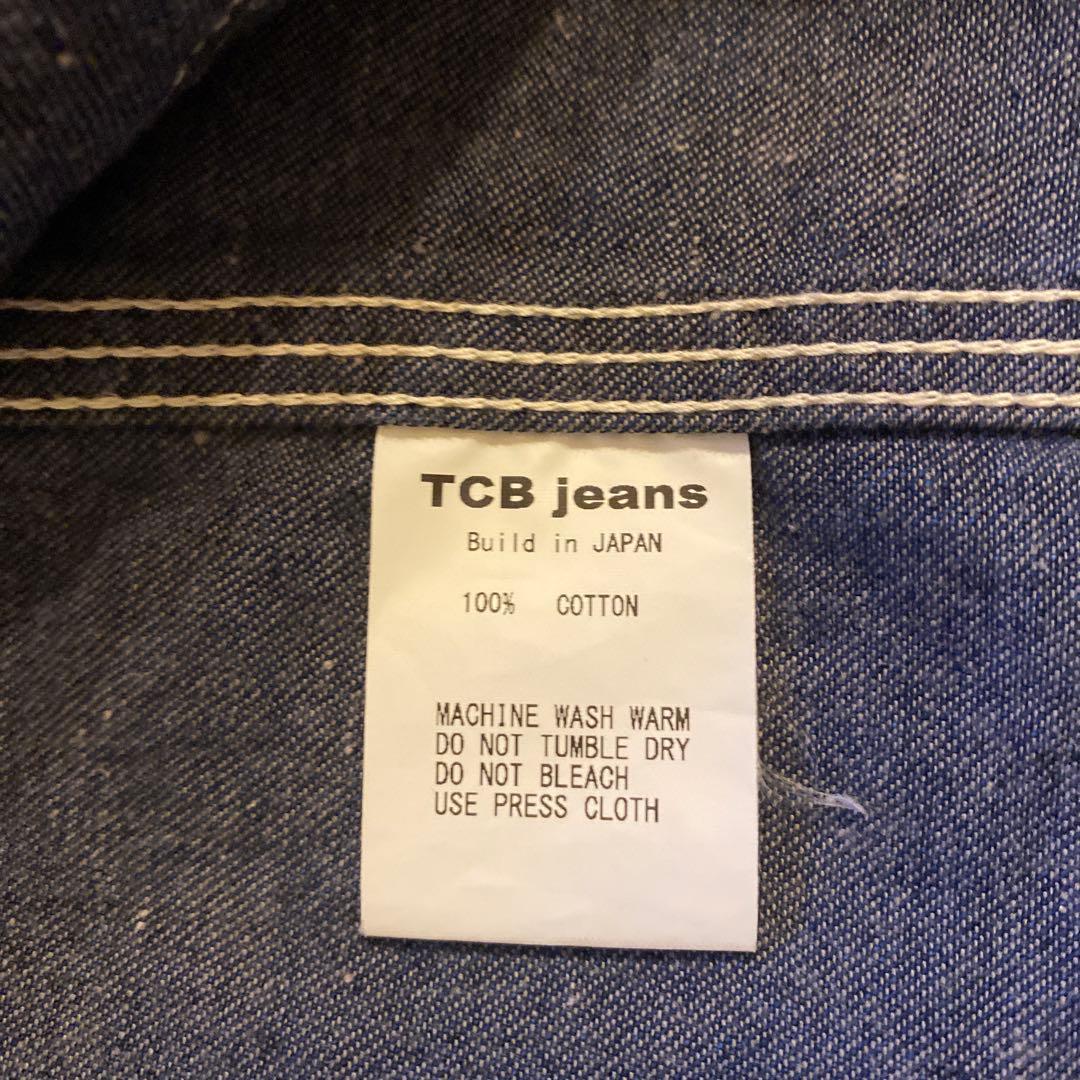 TCB jeans
Build in JAPAN
100% COTTON
MACHINE WASH WARM
DO NOT TUMBLE DRY
DO NOT BLEACH
USE PRESS CLOTH